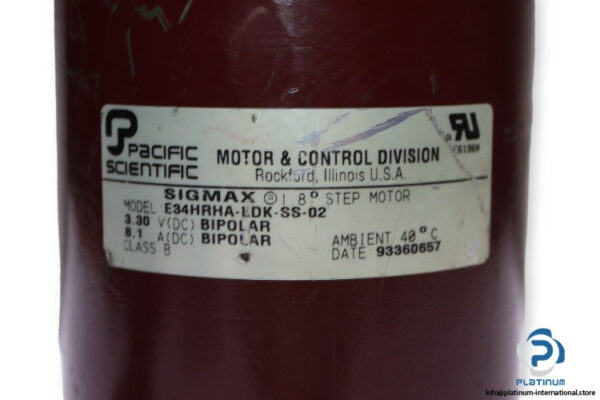 PACIFIC
SCIENTIFIC
MOTOR & CONTROL DIVISION
Rockford, Illinois U.S.A.
SIGMAX ® 1.8° STEP MOTOR
MODEL E34HRHA-LDK-SS-02
3.30 V(DC) BIPOLAR
8.1 A(DC) BIPOLAR
CLASS B
AMBIENT 40°C
DATE 93360657
PLATINUM
info@platinum-international.store